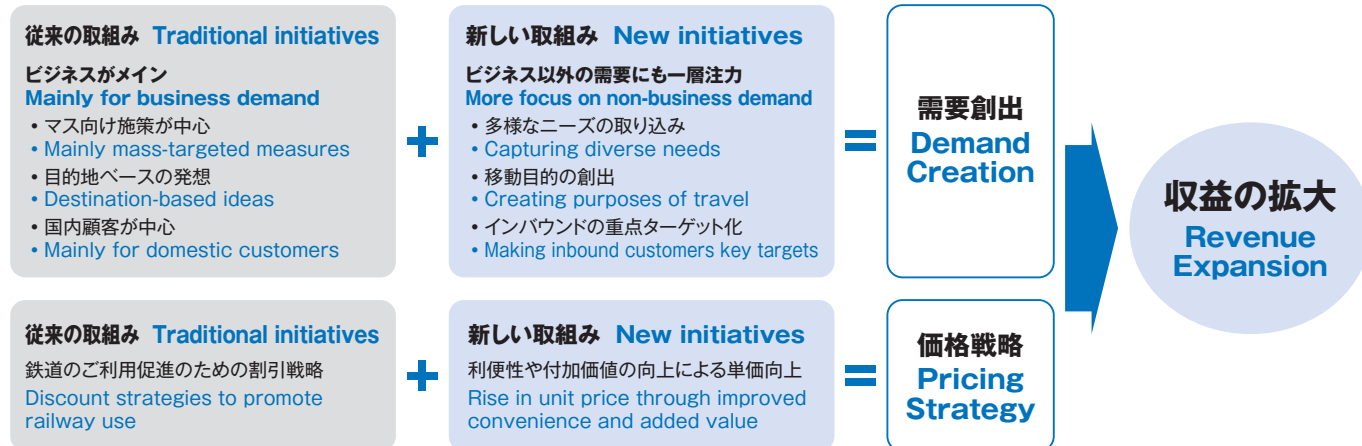 従来の取組み Traditional initiatives
ビジネスがメイン
Mainly for business demand
・マス向け施策が中心
• Mainly mass-targeted measures
・目的地ベースの発想
• Destination-based ideas
・国内顧客が中心
• Mainly for domestic customers
+
新しい取組み New initiatives
ビジネス以外の需要にも一層注力
More focus on non-business demand
・多様なニーズの取り込み
• Capturing diverse needs
・移動目的の創出
• Creating purposes of travel
・インバウンドの重点ターゲット化
• Making inbound customers key targets
=
需要創出
Demand
Creation
従来の取組み Traditional initiatives
鉄道のご利用促進のための割引戦略
Discount strategies to promote
railway use
+
新しい取組み New initiatives
利便性や付加価値の向上による単価向上
Rise in unit price through improved
convenience and added value
=
価格戦略
Pricing
Strategy
収益の拡大
Revenue
Expansion